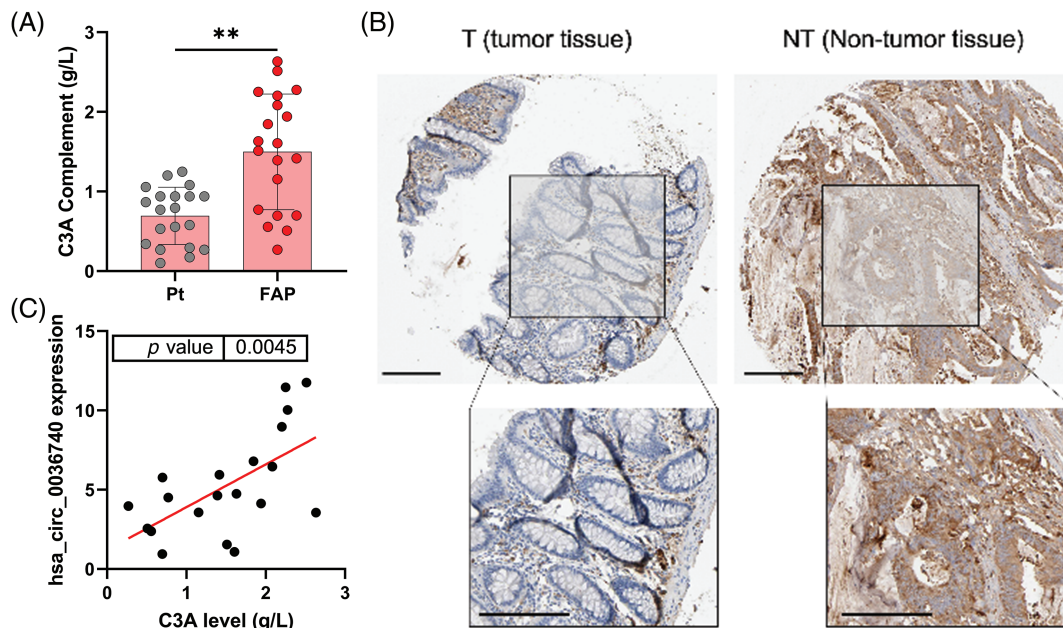 (A)
C3A Complement (g/L)
3
2
1
0
**
Pt
FAP
(B)
T (tumor tissue)
NT (Non-tumor tissue)
(C)
hsa_circ_0036740 expression
15
10
5
0
p value 0.0045
0
1
2
3
C3A level (g/L)